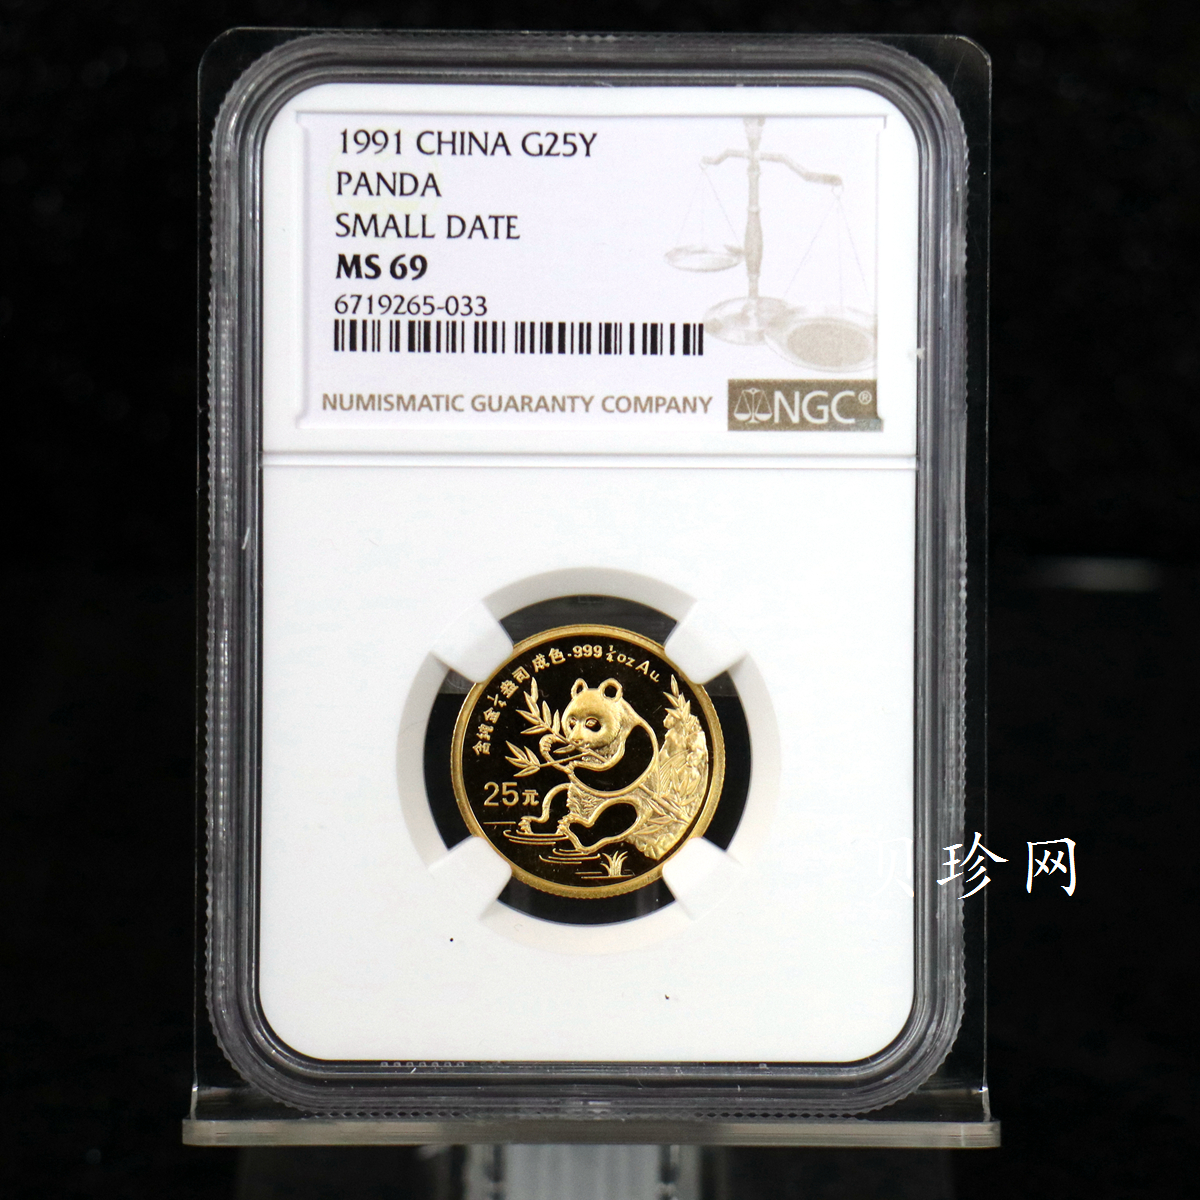 1991 CHINA G25Y
PANDA
SMALL DATE
MS 69
6719265-033
NUMISMATIC GUARANTY COMPANY
NGC®
含纯金¼盎司 成色·999 ¼oz Au
25元
贝珍网